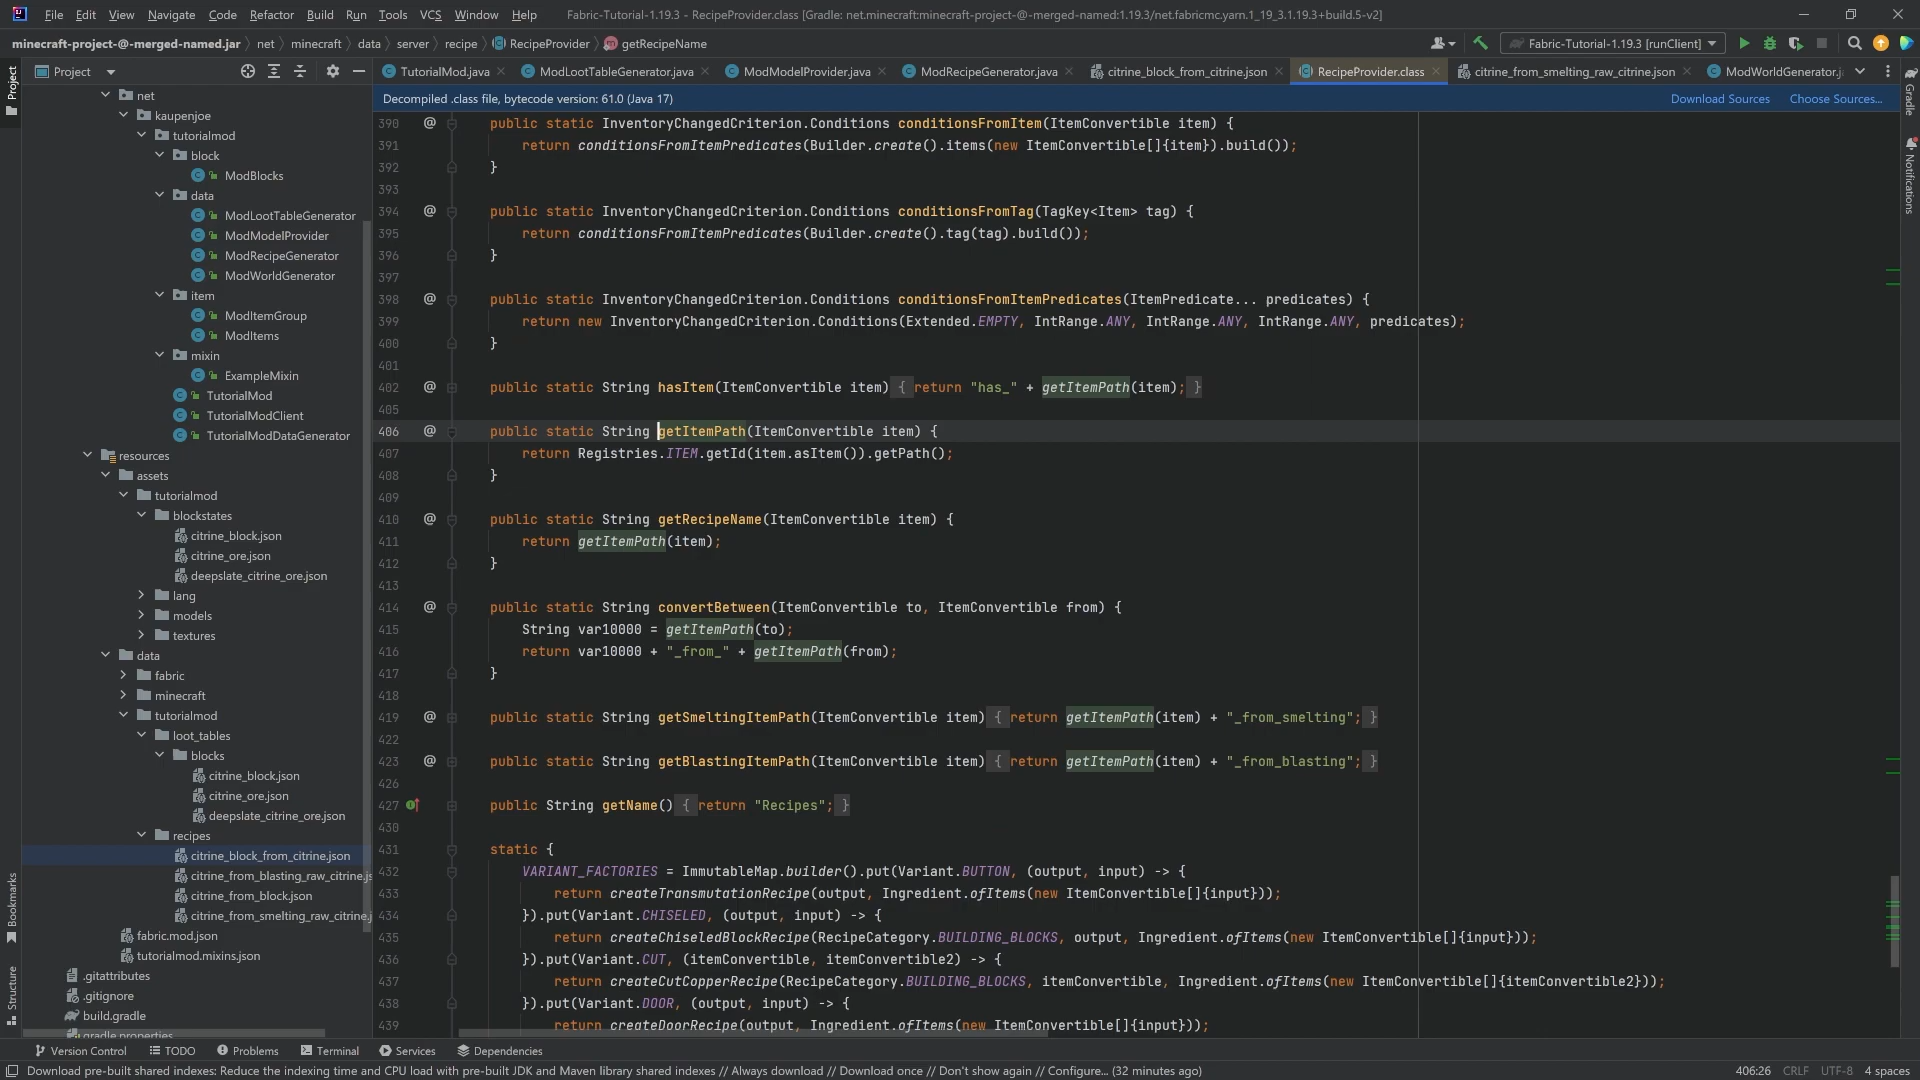 File Edit View Navigate Code Refactor Build Run Tools VCS Window Help Fabric-Tutorial-1.19.3 - RecipeProvider.class [Gradle: net.minecraft:minecraft-project-@-merged-named:1.19.3/net.fabricmc.yarn.1_19_3.1.19.3+build.5-v2]
minecraft-project-@-merged-named.jar net minecraft data server recipe RecipeProvider getRecipeName Fabric-Tutorial-1.19.3 [runClient]
Project TutorialMod.java ModLootTableGenerator.java ModModelProvider.java ModRecipeGenerator.java citrine_block_from_citrine.json RecipeProvider.class citrine_from_smelting_raw_citrine.json ModWorldGenerator.j
Decompiled .class file, bytecode version: 61.0 (Java 17) Download Sources Choose Sources...
Project
Bookmarks
Structure
Gradle
Notifications
net
kaupenjoe
tutorialmod
block
ModBlocks
data
ModLootTableGenerator
ModModelProvider
ModRecipeGenerator
ModWorldGenerator
item
ModItemGroup
ModItems
mixin
ExampleMixin
TutorialMod
TutorialModClient
TutorialModDataGenerator
resources
assets
tutorialmod
blockstates
citrine_block.json
citrine_ore.json
deepslate_citrine_ore.json
lang
models
textures
data
fabric
minecraft
tutorialmod
loot_tables
blocks
citrine_block.json
citrine_ore.json
deepslate_citrine_ore.json
recipes
citrine_block_from_citrine.json
citrine_from_blasting_raw_citrine.js
citrine_from_block.json
citrine_from_smelting_raw_citrine.j
fabric.mod.json
tutorialmod.mixins.json
.gitattributes
.gitignore
build.gradle
gradle.properties
390 @ public static InventoryChangedCriterion.Conditions conditionsFromItem(ItemConvertible item) {
391 return conditionsFromItemPredicates(Builder.create().items(new ItemConvertible[]{item}).build());
392 }
393
394 @ public static InventoryChangedCriterion.Conditions conditionsFromTag(TagKey<Item> tag) {
395 return conditionsFromItemPredicates(Builder.create().tag(tag).build());
396 }
397
398 @ public static InventoryChangedCriterion.Conditions conditionsFromItemPredicates(ItemPredicate... predicates) {
399 return new InventoryChangedCriterion.Conditions(Extended.EMPTY, IntRange.ANY, IntRange.ANY, IntRange.ANY, predicates);
400 }
401
402 @ public static String hasItem(ItemConvertible item) { return "has_" + getItemPath(item); }
405
406 @ public static String getItemPath(ItemConvertible item) {
407 return Registries.ITEM.getId(item.asItem()).getPath();
408 }
409
410 @ public static String getRecipeName(ItemConvertible item) {
411 return getItemPath(item);
412 }
413
414 @ public static String convertBetween(ItemConvertible to, ItemConvertible from) {
415 String var10000 = getItemPath(to);
416 return var10000 + "_from_" + getItemPath(from);
417 }
418
419 @ public static String getSmeltingItemPath(ItemConvertible item) { return getItemPath(item) + "_from_smelting"; }
422
423 @ public static String getBlastingItemPath(ItemConvertible item) { return getItemPath(item) + "_from_blasting"; }
426
427 public String getName() { return "Recipes"; }
430
431 static {
432 VARIANT_FACTORIES = ImmutableMap.builder().put(Variant.BUTTON, (output, input) -> {
433 return createTransmutationRecipe(output, Ingredient.ofItems(new ItemConvertible[]{input}));
434 }).put(Variant.CHISELED, (output, input) -> {
435 return createChiseledBlockRecipe(RecipeCategory.BUILDING_BLOCKS, output, Ingredient.ofItems(new ItemConvertible[]{input}));
436 }).put(Variant.CUT, (itemConvertible, itemConvertible2) -> {
437 return createCutCopperRecipe(RecipeCategory.BUILDING_BLOCKS, itemConvertible, Ingredient.ofItems(new ItemConvertible[]{itemConvertible2}));
438 }).put(Variant.DOOR, (output, input) -> {
439 return createDoorRecipe(output, Ingredient.ofItems(new ItemConvertible[]{input}));
Version Control TODO Problems Terminal Services Dependencies
Download pre-built shared indexes: Reduce the indexing time and CPU load with pre-built JDK and Maven library shared indexes // Always download // Download once // Don't show again // Configure... (32 minutes ago) 406:26 CRLF UTF-8 4 spaces